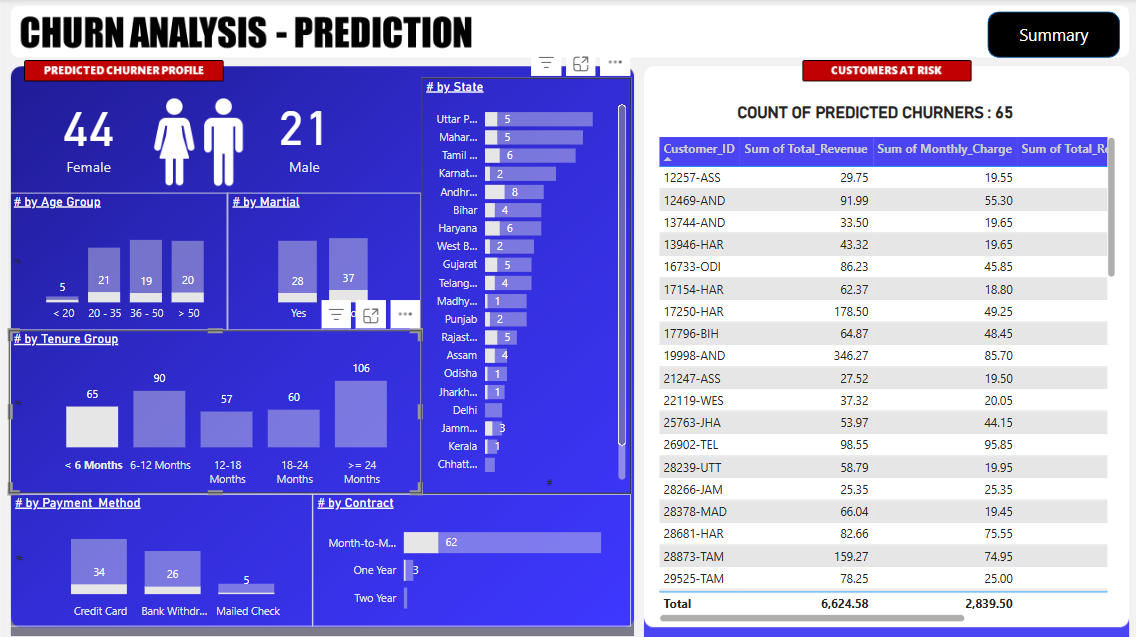 CHURN ANALYSIS - PREDICTION
Summary
PREDICTED CHURNER PROFILE
44
Female
21
Male
# by State
Uttar P... 5
Mahar... 5
Tamil ... 6
Karnat... 2
Andhr... 8
Bihar 4
Haryana 6
West B... 2
Gujarat 5
Telang... 4
Madhy... 1
Punjab 2
Rajast... 5
Assam 4
Odisha 1
Jharkh... 1
Delhi
Jamm... 3
Kerala 1
Chhatt...
#
# by Age Group
5 21 19 20
< 20 20 - 35 36 - 50 > 50
# by Martial
28 37
Yes
# by Tenure Group
65 90 57 60 106
< 6 Months 6-12 Months 12-18 Months 18-24 Months >= 24 Months
# by Payment_Method
34 26 5
Credit Card Bank Withdr... Mailed Check
# by Contract
Month-to-M... 62
One Year 3
Two Year
CUSTOMERS AT RISK
COUNT OF PREDICTED CHURNERS : 65
Customer_ID Sum of Total_Revenue Sum of Monthly_Charge Sum of Total_Re
12257-ASS 29.75 19.55
12469-AND 91.99 55.30
13744-AND 33.50 19.65
13946-HAR 43.32 19.65
16733-ODI 86.23 45.85
17154-HAR 62.37 18.80
17250-HAR 178.50 49.25
17796-BIH 64.87 48.45
19998-AND 346.27 85.70
21247-ASS 27.52 19.50
22119-WES 37.32 20.05
25763-JHA 53.97 44.15
26902-TEL 98.55 95.85
28239-UTT 58.79 19.95
28266-JAM 25.35 25.35
28378-MAD 66.04 19.45
28681-HAR 82.66 75.55
28873-TAM 159.27 74.95
29525-TAM 78.25 25.00
Total 6,624.58 2,839.50